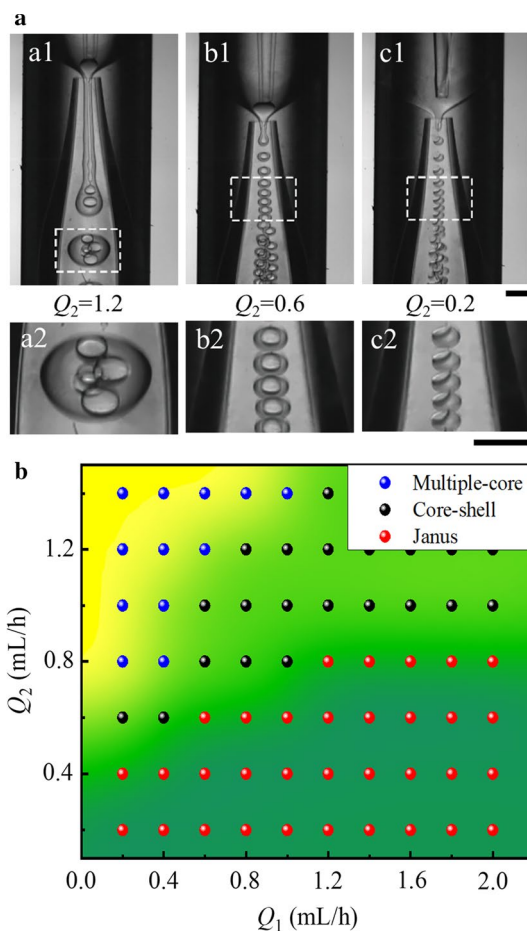 a
a1 b1 c1
Q₂=1.2 Q₂=0.6 Q₂=0.2
a2 b2 c2
b
Multiple-core
Core-shell
Janus
1.2
0.8
0.4
Q₂ (mL/h)
0.0 0.4 0.8 1.2 1.6 2.0
Q₁ (mL/h)